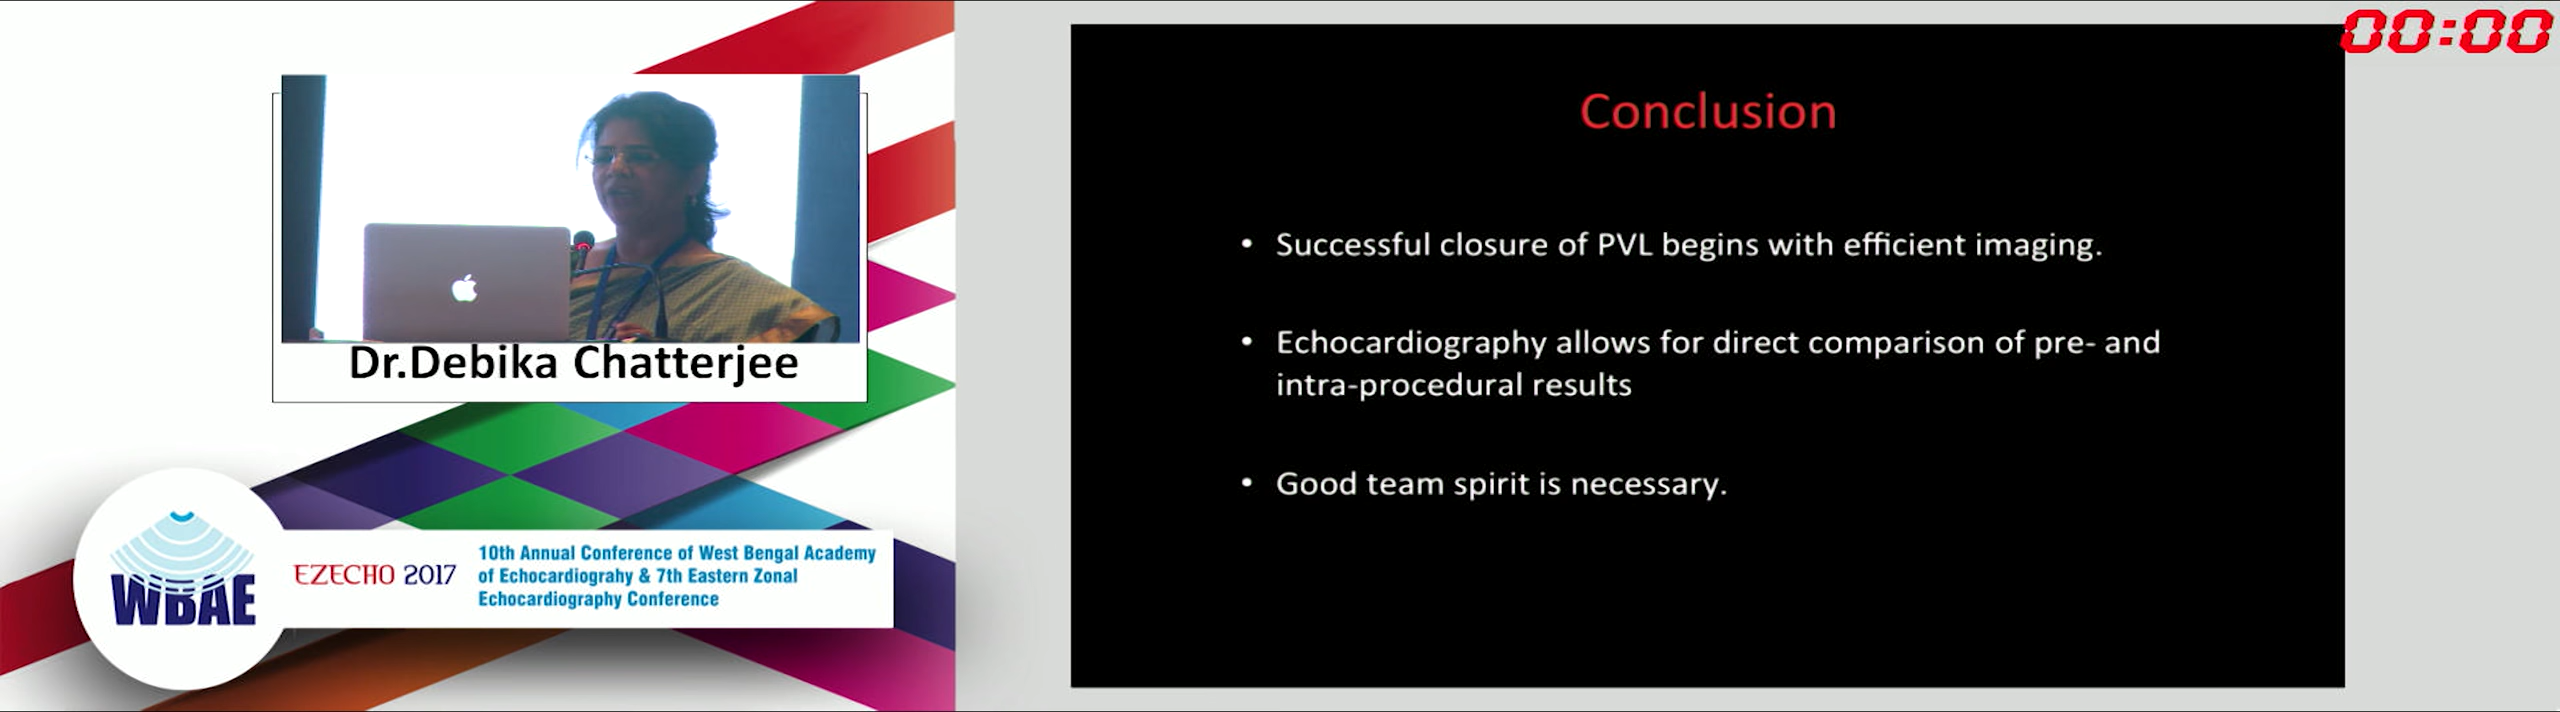 Dr.Debika Chatterjee
WBAE
EZECHO 2017
10th Annual Conference of West Bengal Academy
of Echocardiograhy & 7th Eastern Zonal
Echocardiography Conference
00:00
Conclusion
• Successful closure of PVL begins with efficient imaging.
• Echocardiography allows for direct comparison of pre- and
intra-procedural results
• Good team spirit is necessary.